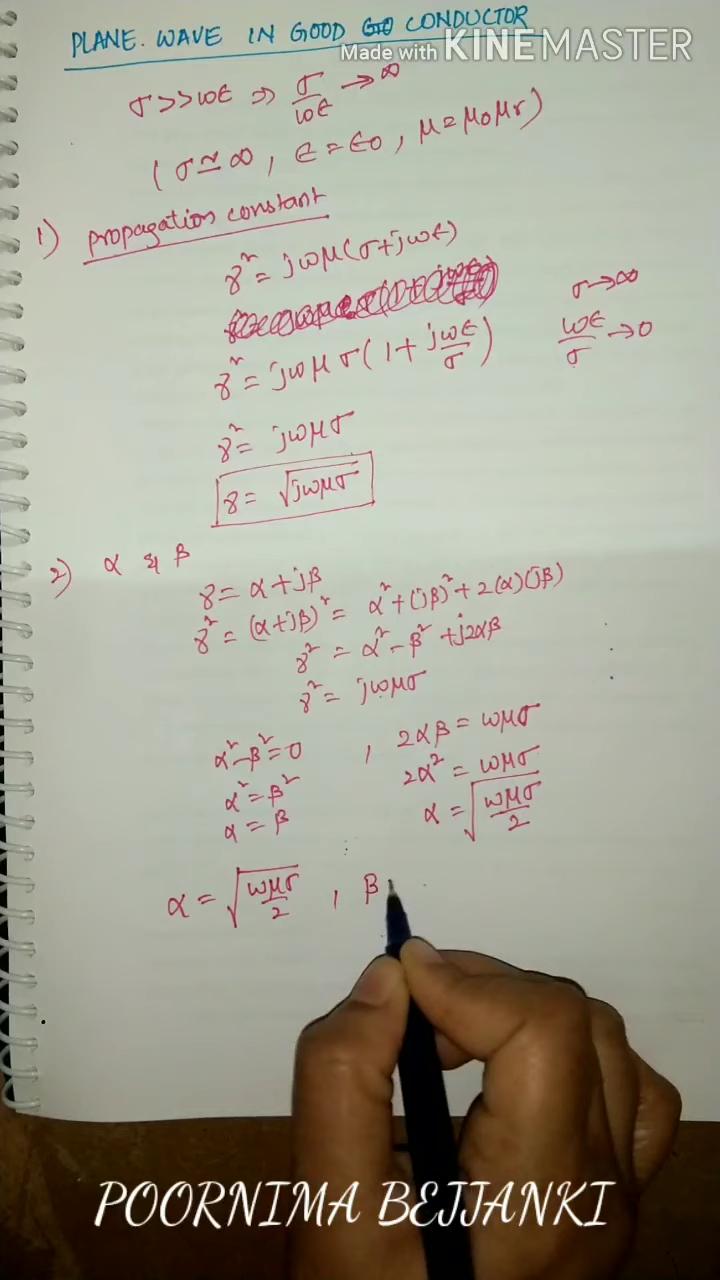 PLANE. WAVE IN GOOD CONDUCTOR
Made with KINEMASTER
σ>>ωϵ ⇒ σ/ωϵ → ∞
(σ≃∞, ϵ=ϵ0, μ=μ0μr)
1) propagation constant
γ² = jωμ(σ+jωϵ)
σ→∞
γ² = jωμσ(1+ jωϵ/σ)
ωϵ/σ → 0
γ² = jωμσ
γ = √jωμσ
2) α & β
γ = α+jβ
γ² = (α+jβ)² = α²+(jβ)²+2(α)(jβ)
γ² = α²-β²+j2αβ
γ² = jωμσ
α²-β²=0 , 2αβ = ωμσ
α²=β² 2α² = ωμσ
α = β α = √ωμσ/2
α = √ωμσ/2 , β
POORNIMA BEJJANKI